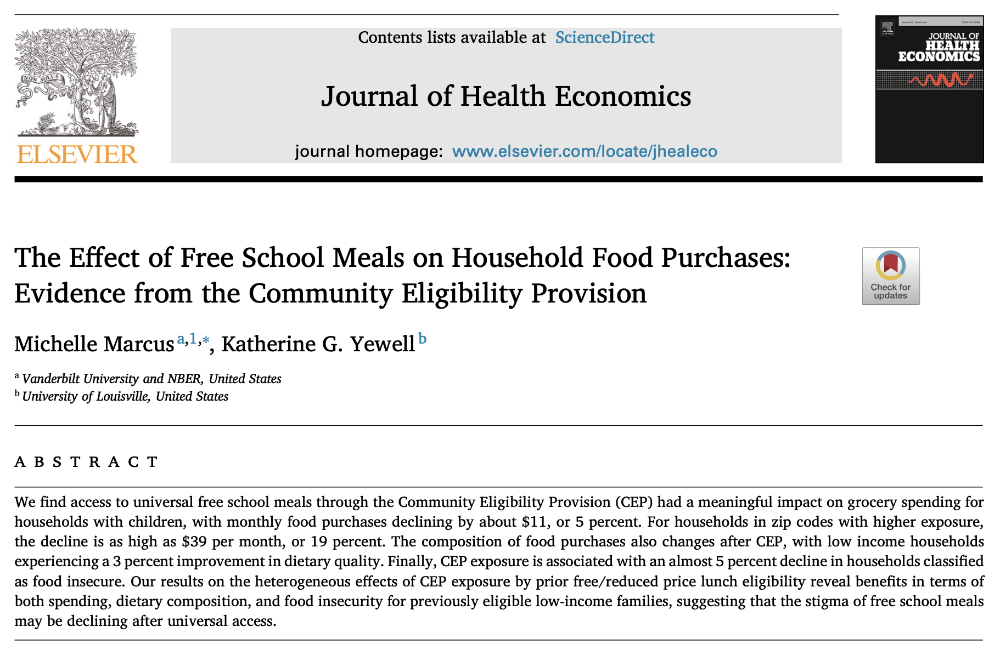 Contents lists available at ScienceDirect
Journal of Health Economics
journal homepage: www.elsevier.com/locate/jhealeco
NON SOLUS
ELSEVIER
Volume 00, Month year
ELSEVIER
JOURNAL OF
HEALTH
ECONOMICS
The Effect of Free School Meals on Household Food Purchases:
Evidence from the Community Eligibility Provision
Check for
updates
Michelle Marcus a,1,*, Katherine G. Yewell b
a Vanderbilt University and NBER, United States
b University of Louisville, United States
A B S T R A C T
We find access to universal free school meals through the Community Eligibility Provision (CEP) had a meaningful impact on grocery spending for
households with children, with monthly food purchases declining by about $11, or 5 percent. For households in zip codes with higher exposure,
the decline is as high as $39 per month, or 19 percent. The composition of food purchases also changes after CEP, with low income households
experiencing a 3 percent improvement in dietary quality. Finally, CEP exposure is associated with an almost 5 percent decline in households classified
as food insecure. Our results on the heterogeneous effects of CEP exposure by prior free/reduced price lunch eligibility reveal benefits in terms of
both spending, dietary composition, and food insecurity for previously eligible low-income families, suggesting that the stigma of free school meals
may be declining after universal access.